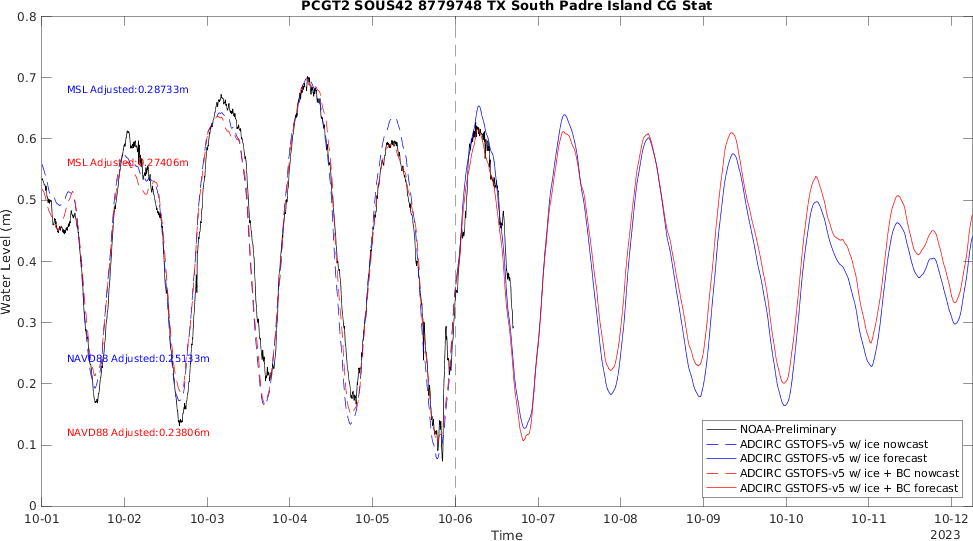 PCGT2 SOUS42 8779748 TX South Padre Island CG Stat
0.8
0.7
0.6
0.5
0.4
0.3
0.2
0.1
0
Water Level (m)
MSL Adjusted:0.28733m
MSL Adjusted:0.27406m
NAVD88 Adjusted:0.25133m
NAVD88 Adjusted:0.23806m
NOAA-Preliminary
ADCIRC GSTOFS-v5 w/ ice nowcast
ADCIRC GSTOFS-v5 w/ ice forecast
ADCIRC GSTOFS-v5 w/ ice + BC nowcast
ADCIRC GSTOFS-v5 w/ ice + BC forecast
10-01 10-02 10-03 10-04 10-05 10-06 10-07 10-08 10-09 10-10 10-11 10-12
2023
Time